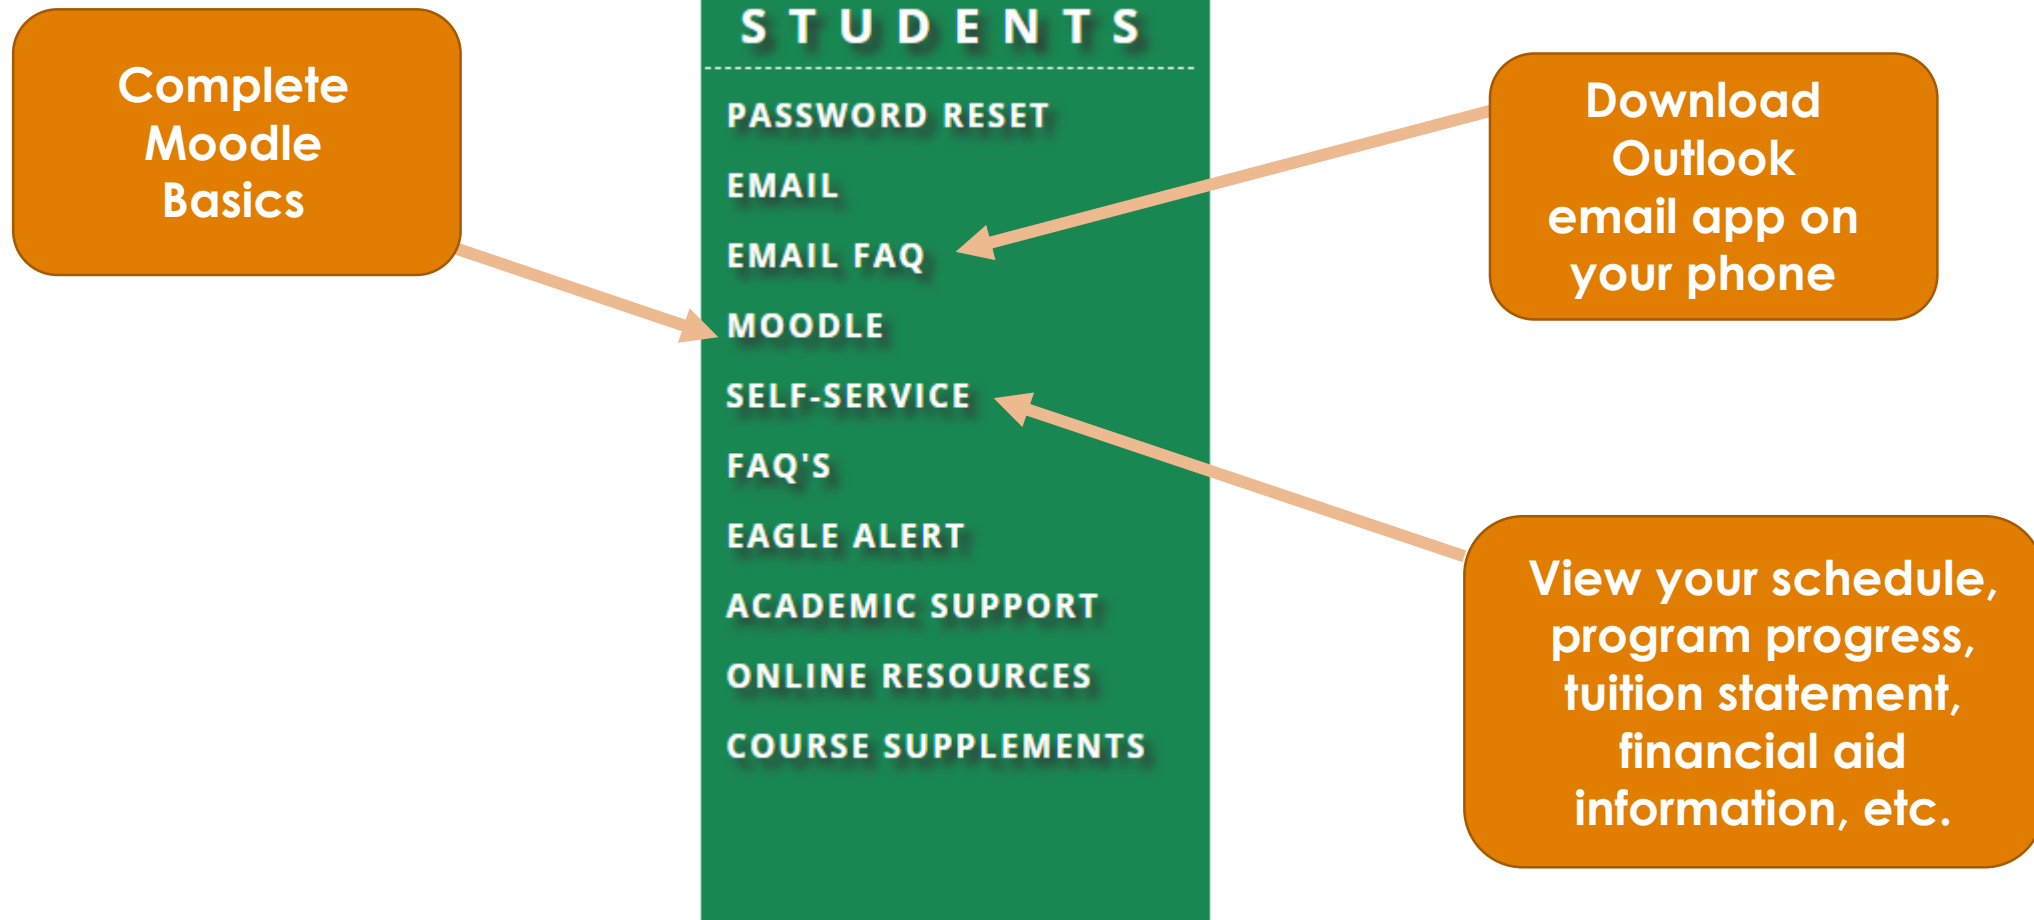 Complete
Moodle
Basics
STUDENTS
PASSWORD RESET
EMAIL
EMAIL FAQ
MOODLE
SELF-SERVICE
FAQ'S
EAGLE ALERT
ACADEMIC SUPPORT
ONLINE RESOURCES
COURSE SUPPLEMENTS
Download
Outlook
email app on
your phone
View your schedule,
program progress,
tuition statement,
financial aid
information, etc.